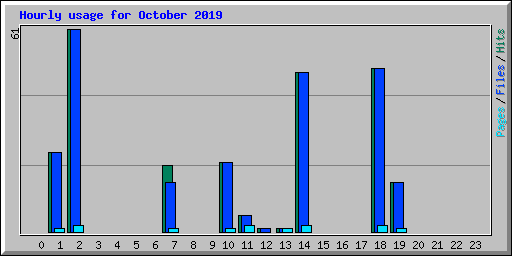 Hourly usage for October 2019
61
Pages/Files/Hits
0 1 2 3 4 5 6 7 8 9 10 11 12 13 14 15 16 17 18 19 20 21 22 23